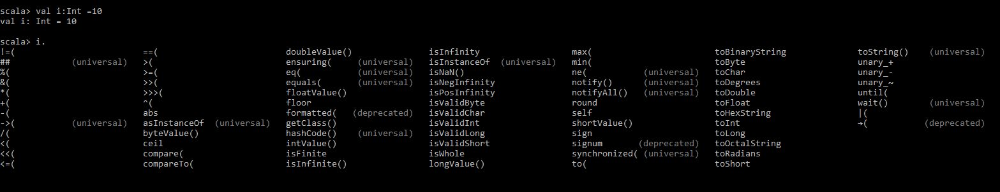 scala> val i:Int =10
val i: Int = 10
scala> i.
!=( ==( doubleValue() isInfinity max( toBinaryString toString() (universal)
## (universal) >( ensuring( (universal) isInstanceOf (universal) min( toByte unary_+
%( >=( eq( (universal) isNaN() ne( (universal) toChar unary_-
&( >>( equals( (universal) isNegInfinity notify() (universal) toDegrees unary_~
*( >>>( floatValue() isPosInfinity notifyAll() (universal) toDouble until(
+( ^( floor isValidByte round toFloat wait() (universal)
-( abs formatted( (deprecated) isValidChar self toHexString |(
->( (universal) asInstanceOf (universal) getClass() isValidInt shortValue() toInt →( (deprecated)
/( byteValue() hashCode() (universal) isValidLong sign toLong
<( ceil intValue() isValidShort signum (deprecated) toOctalString
<<( compare( isFinite isWhole synchronized( (universal) toRadians
<=( compareTo( isInfinite() longValue() to( toShort